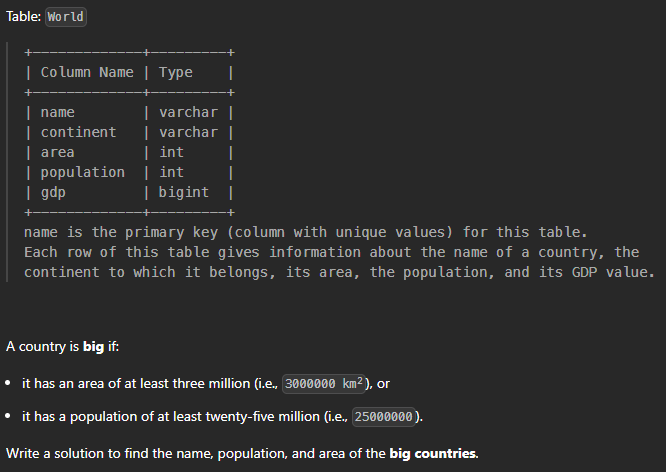 Table: World
+-------------+---------+
| Column Name | Type    |
+-------------+---------+
| name        | varchar |
| continent   | varchar |
| area        | int     |
| population  | int     |
| gdp         | bigint  |
+-------------+---------+
name is the primary key (column with unique values) for this table.
Each row of this table gives information about the name of a country, the
continent to which it belongs, its area, the population, and its GDP value.
A country is big if:
• it has an area of at least three million (i.e., 3000000 km²), or
• it has a population of at least twenty-five million (i.e., 25000000).
Write a solution to find the name, population, and area of the big countries.